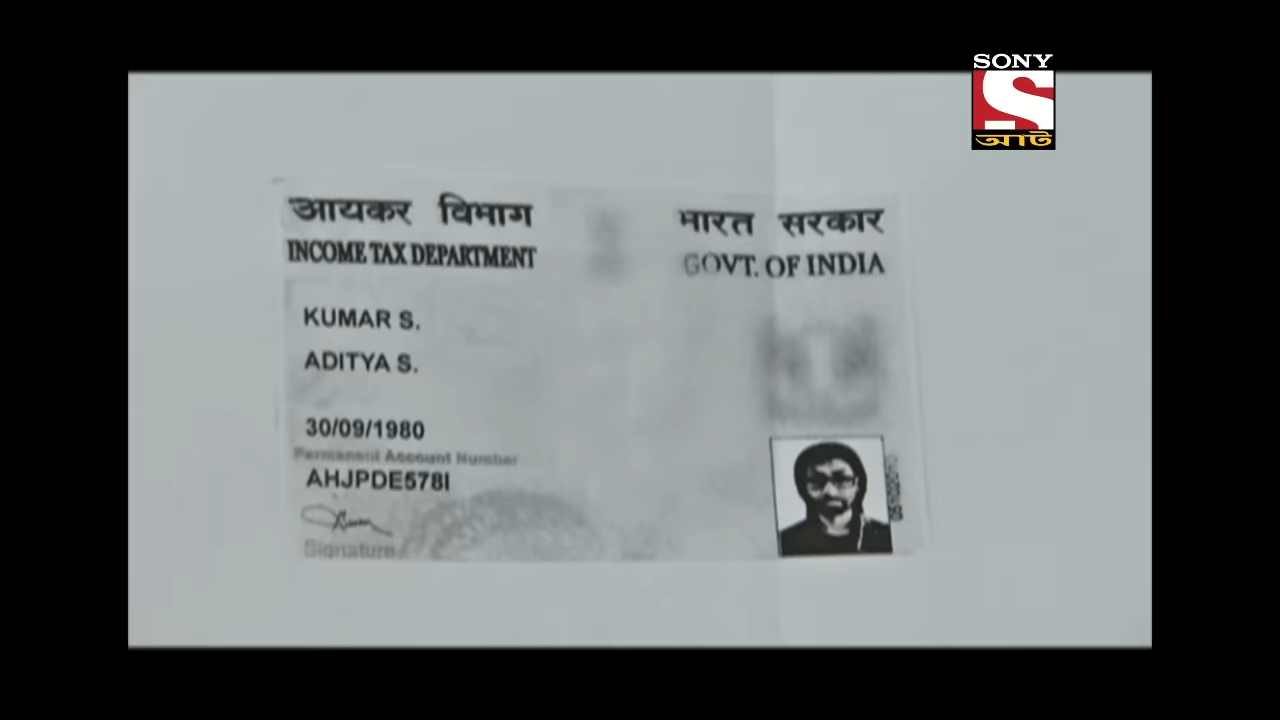 SONY
আট
आयकर विभाग
भारत सरकार
INCOME TAX DEPARTMENT
GOVT. OF INDIA
KUMAR S.
ADITYA S.
30/09/1980
Permanent Account Number
AHJPDE578I
Signature